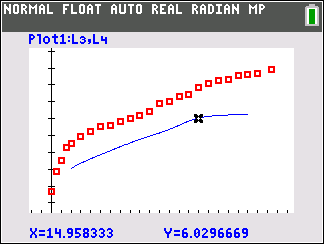 NORMAL FLOAT AUTO REAL RADIAN MP
Plot1:L3,L4
X=14.958333 Y=6.0296669